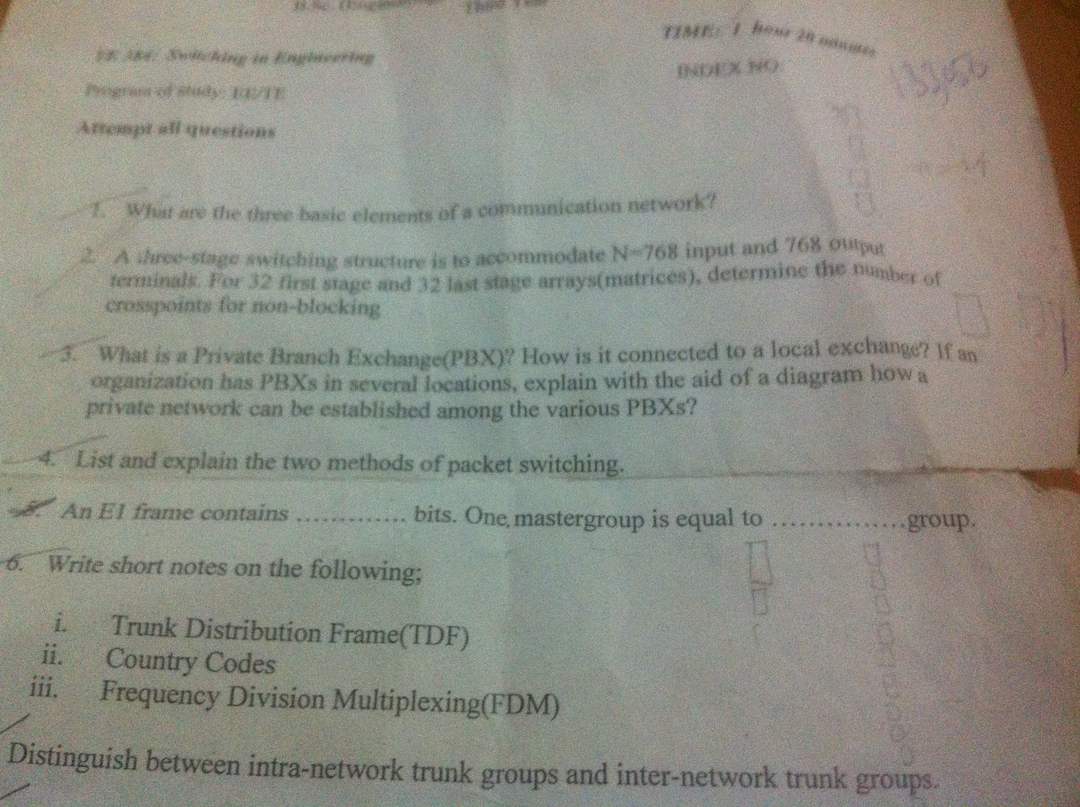 TIME: 1 hour 20 minutes
Switching in Engineering
INDEX NO
Program of study: EE/TE
Attempt all questions
1. What are the three basic elements of a communication network?
2. A three-stage switching structure is to accommodate N=768 input and 768 output
terminals. For 32 first stage and 32 last stage arrays(matrices), determine the number of
crosspoints for non-blocking
3. What is a Private Branch Exchange(PBX)? How is it connected to a local exchange? If an
organization has PBXs in several locations, explain with the aid of a diagram how a
private network can be established among the various PBXs?
4. List and explain the two methods of packet switching.
5. An E1 frame contains ............. bits. One mastergroup is equal to ................group.
6. Write short notes on the following;
i. Trunk Distribution Frame(TDF)
ii. Country Codes
iii. Frequency Division Multiplexing(FDM)
Distinguish between intra-network trunk groups and inter-network trunk groups.